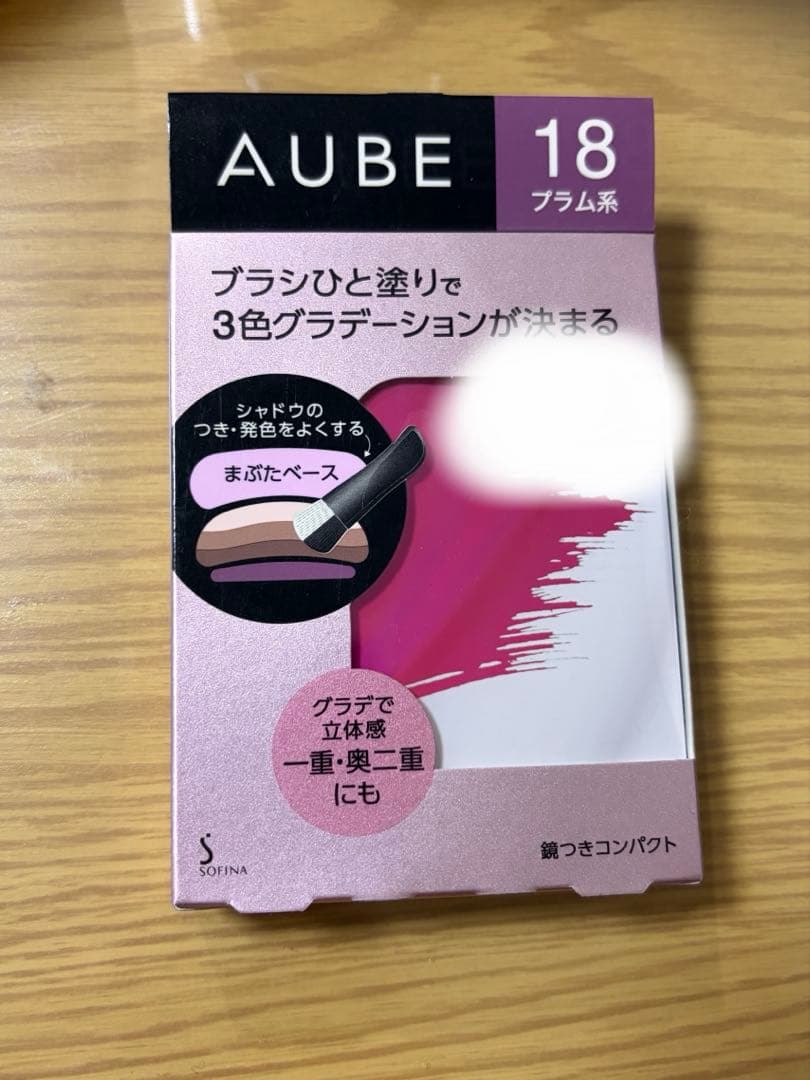 AUBE
18
プラム系
ブラシひと塗りで
3色グラデーションが決まる
シャドウの
つき・発色をよくする
まぶたベース
グラデで
立体感
一重・奥二重
にも
SOFINA
鏡つきコンパクト